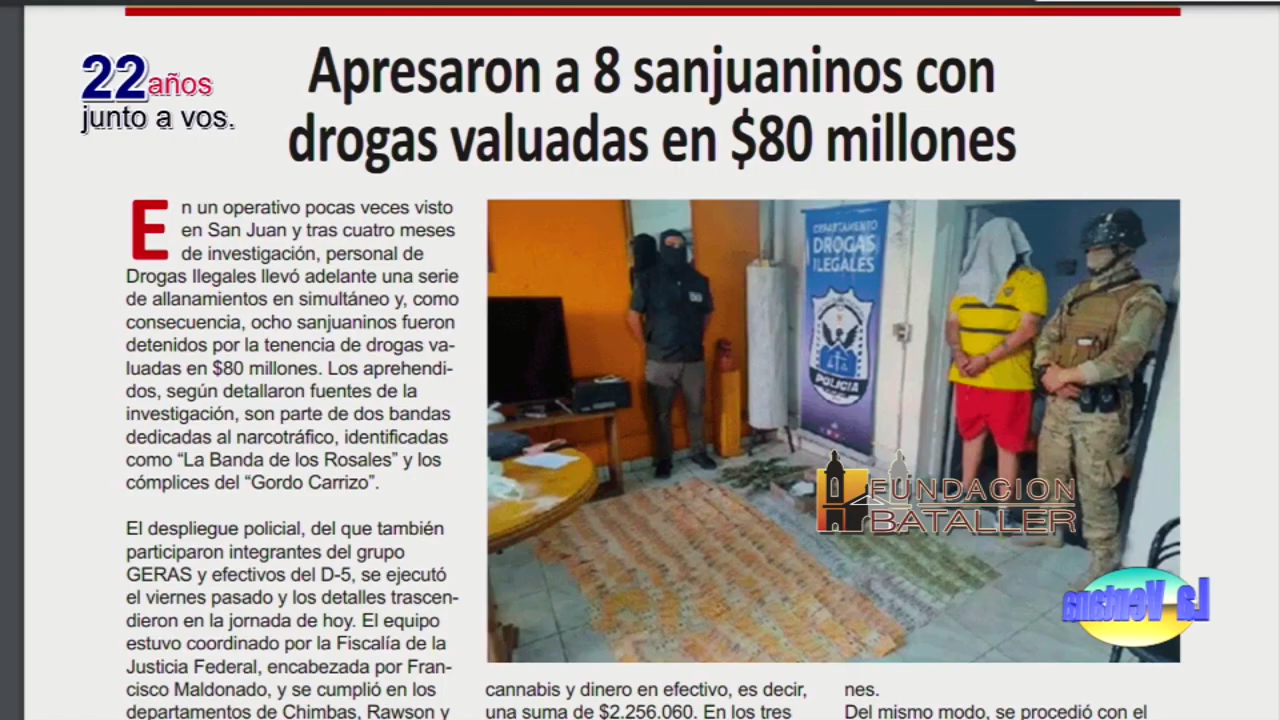 22 años
junto a vos.
Apresaron a 8 sanjuaninos con
drogas valuadas en $80 millones
En un operativo pocas veces visto
en San Juan y tras cuatro meses
de investigación, personal de
Drogas Ilegales llevó adelante una serie
de allanamientos en simultáneo y, como
consecuencia, ocho sanjuaninos fueron
detenidos por la tenencia de drogas va-
luadas en $80 millones. Los aprehendi-
dos, según detallaron fuentes de la
investigación, son parte de dos bandas
dedicadas al narcotráfico, identificadas
como “La Banda de los Rosales” y los
cómplices del “Gordo Carrizo”.
El despliegue policial, del que también
participaron integrantes del grupo
GERAS y efectivos del D-5, se ejecutó
el viernes pasado y los detalles trascen-
dieron en la jornada de hoy. El equipo
estuvo coordinado por la Fiscalía de la
Justicia Federal, encabezada por Fran-
cisco Maldonado, y se cumplió en los
departamentos de Chimbas, Rawson y
DEPARTAMENTO
DROGAS
ILEGALES
POLICIA
FUNDACION
BATALLER
La Ventana
cannabis y dinero en efectivo, es decir,
una suma de $2.256.060. En los tres
nes.
Del mismo modo, se procedió con el